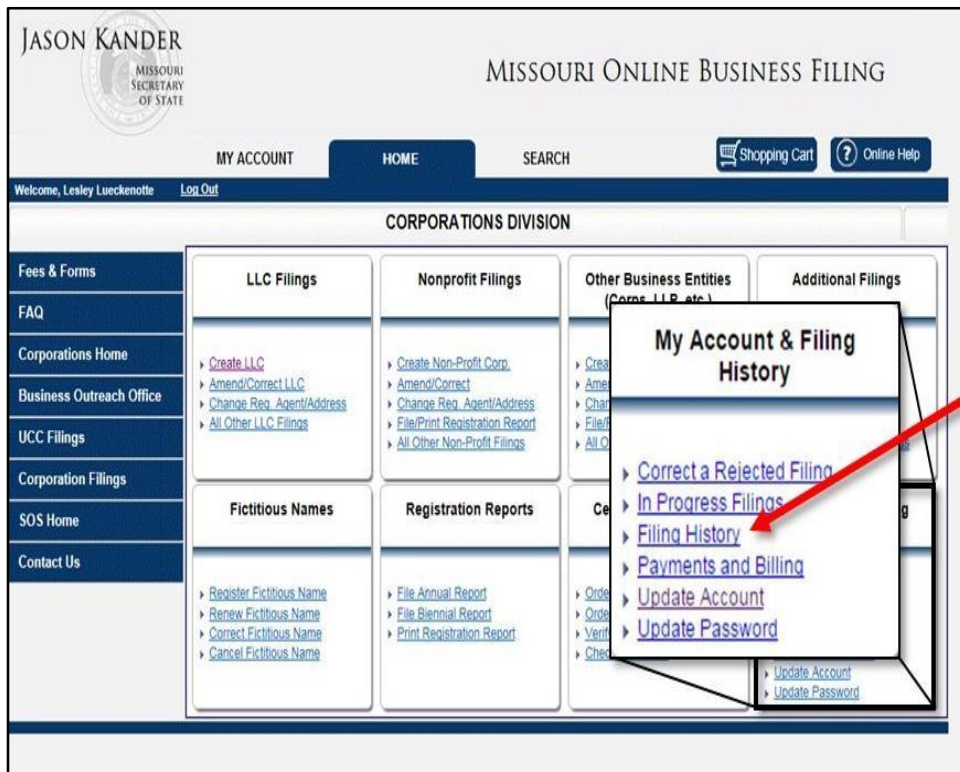 JASON KANDER
MISSOURI
SECRETARY
OF STATE
MISSOURI ONLINE BUSINESS FILING
MY ACCOUNT
HOME
SEARCH
Shopping Cart
? Online Help
Welcome, Lesley Lueckenotte
Log Out
CORPORATIONS DIVISION
Fees & Forms
FAQ
Corporations Home
Business Outreach Office
UCC Filings
Corporation Filings
SOS Home
Contact Us
LLC Filings
Create LLC
Amend/Correct LLC
Change Reg. Agent/Address
All Other LLC Filings
Nonprofit Filings
Create Non-Profit Corp.
Amend/Correct
Change Reg. Agent/Address
File/Print Registration Report
All Other Non-Profit Filings
Other Business Entities
(Corps, LLP, etc.)
All O
Additional Filings
Fictitious Names
Register Fictitious Name
Renew Fictitious Name
Correct Fictitious Name
Cancel Fictitious Name
Registration Reports
File Annual Report
File Biennial Report
Print Registration Report
My Account & Filing
History
Correct a Rejected Filing
In Progress Filings
Filing History
Payments and Billing
Update Account
Update Password
Update Account
Update Password